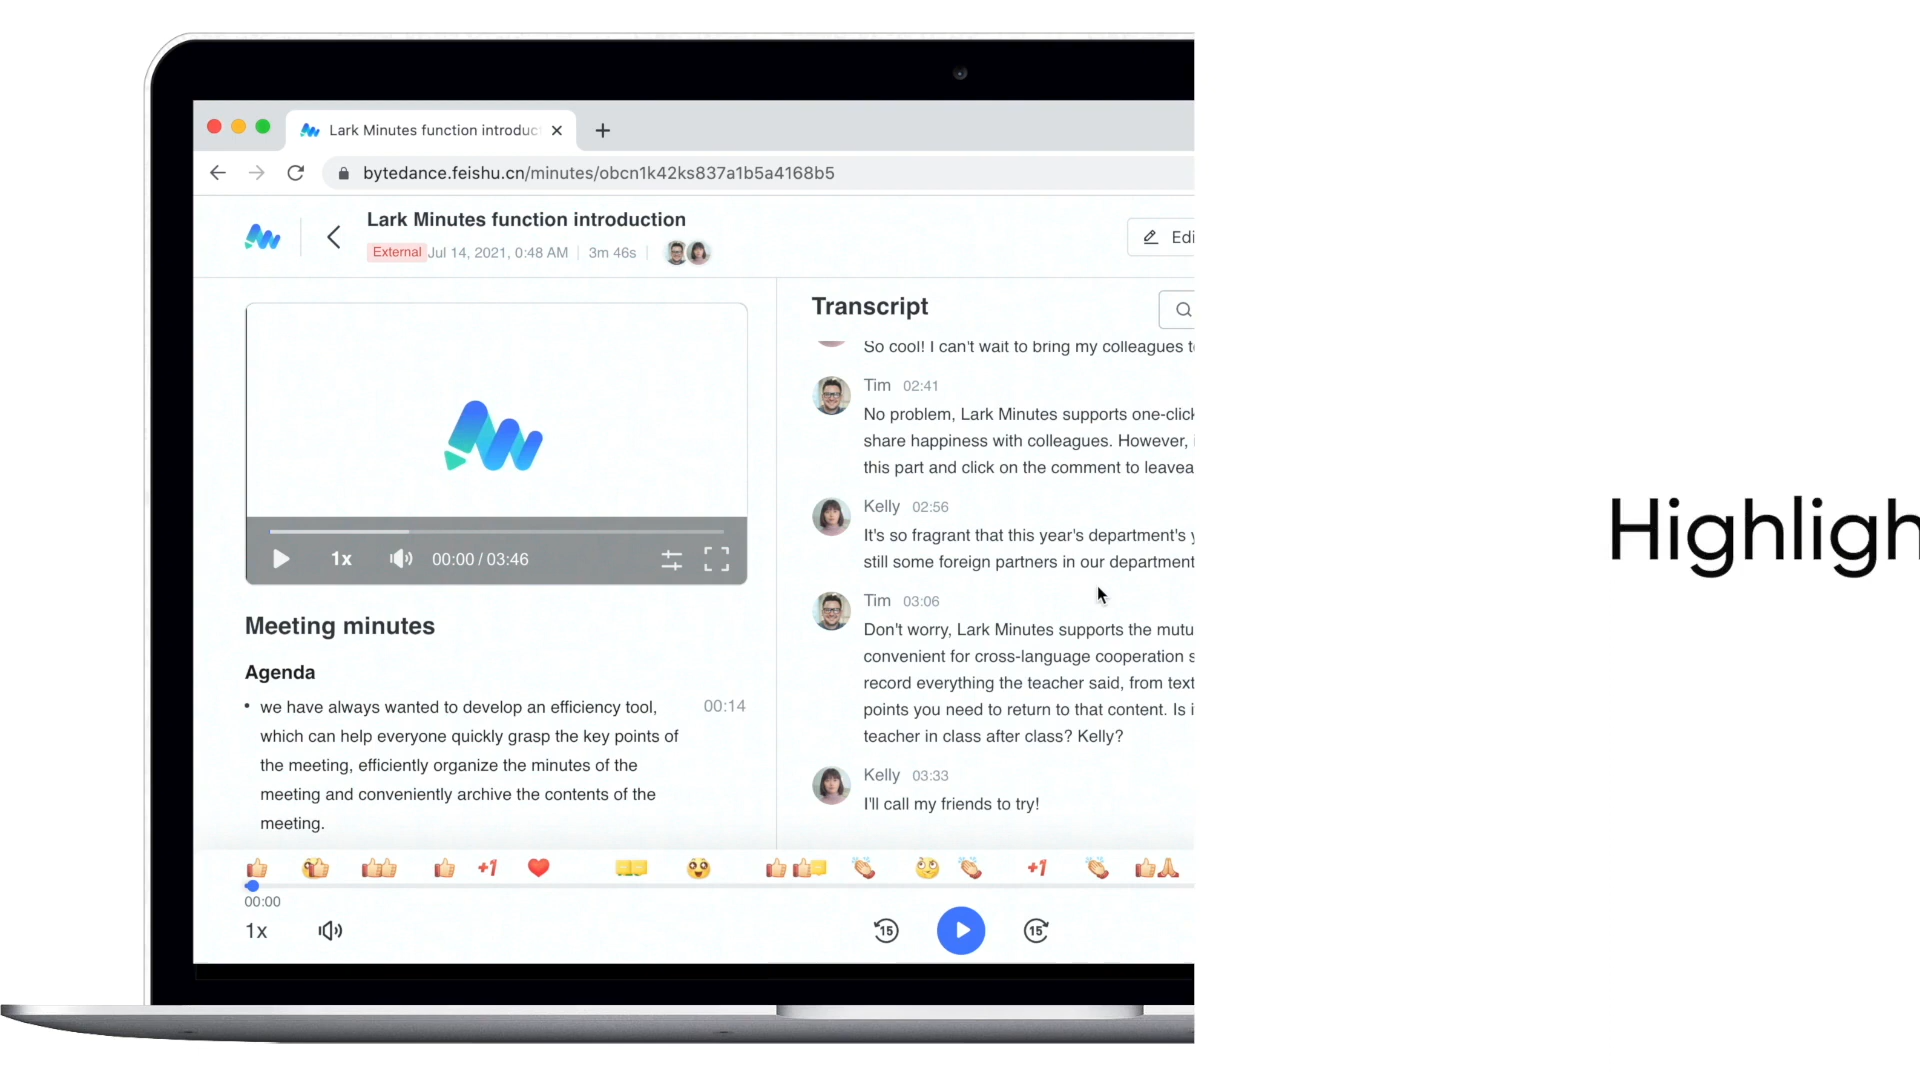 Lark Minutes function introduc
bytedance.feishu.cn/minutes/obcn1k42ks837a1b5a4168b5
Lark Minutes function introduction
External Jul 14, 2021, 0:48 AM | 3m 46s |
Edi
Transcript
So cool! I can't wait to bring my colleagues t
Tim 02:41
No problem, Lark Minutes supports one-click
share happiness with colleagues. However, i
this part and click on the comment to leavea
Kelly 02:56
It's so fragrant that this year's department's y
still some foreign partners in our department
Tim 03:06
Don't worry, Lark Minutes supports the mutu
convenient for cross-language cooperation s
record everything the teacher said, from text
points you need to return to that content. Is i
teacher in class after class? Kelly?
Kelly 03:33
I'll call my friends to try!
1x 00:00 / 03:46
Meeting minutes
Agenda
• we have always wanted to develop an efficiency tool, 00:14
which can help everyone quickly grasp the key points of
the meeting, efficiently organize the minutes of the
meeting and conveniently archive the contents of the
meeting.
+1 +1
00:00
1x 15 15
Highligh